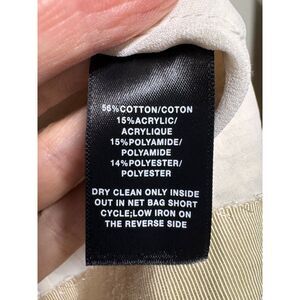 56%COTTON/COTON
15%ACRYLIC/
ACRYLIQUE
15%POLYAMIDE/
POLYAMIDE
14%POLYESTER/
POLYESTER
DRY CLEAN ONLY INSIDE
OUT IN NET BAG SHORT
CYCLE;LOW IRON ON
THE REVERSE SIDE